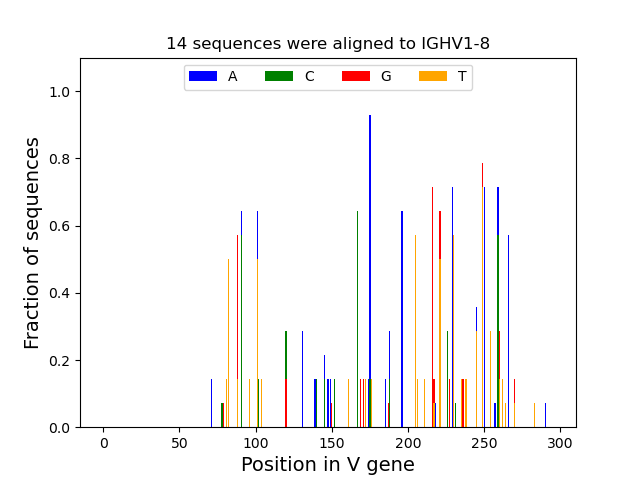 14 sequences were aligned to IGHV1-8
A C G T
Fraction of sequences
1.0
0.8
0.6
0.4
0.2
0.0
0 50 100 150 200 250 300
Position in V gene